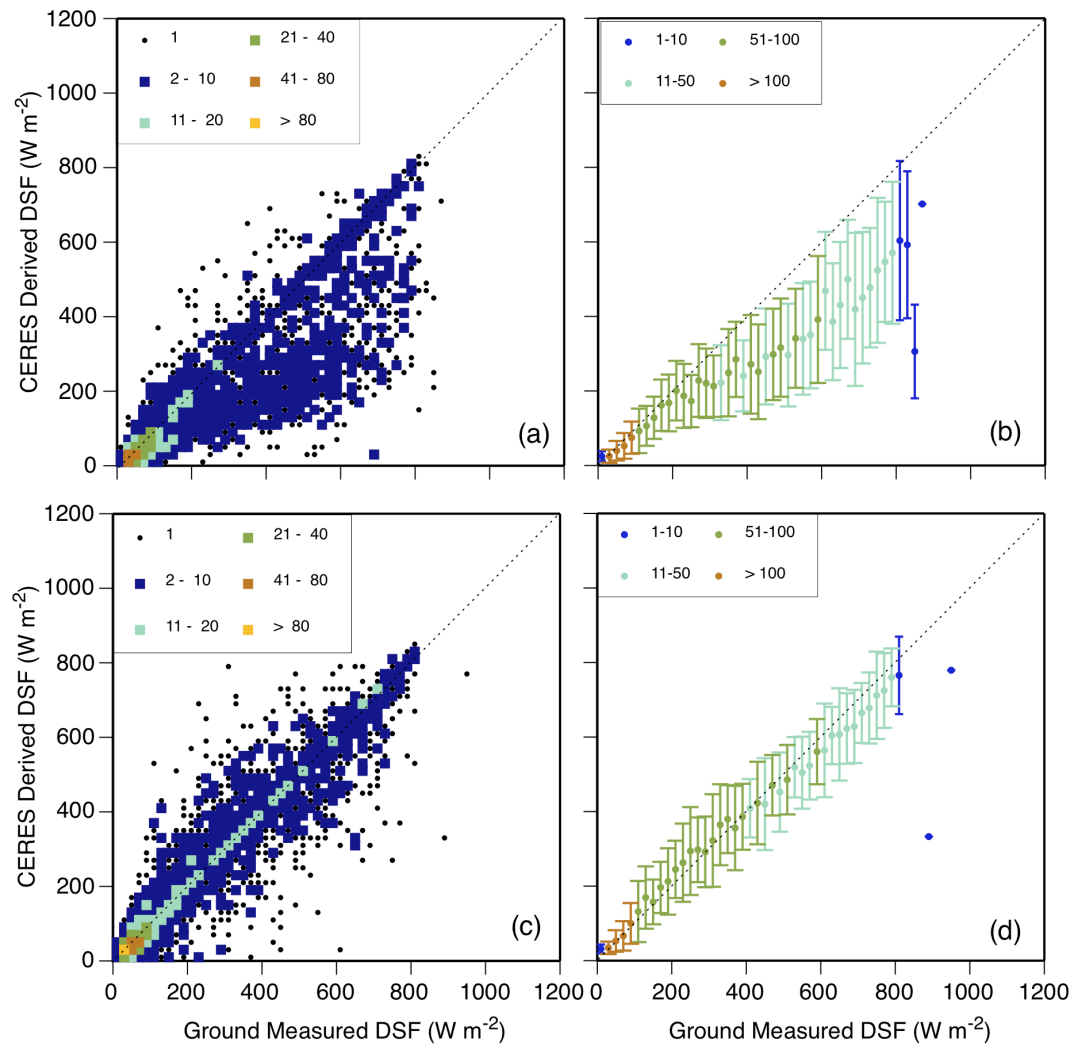 1200
1000
800
600
400
200
0
CERES Derived DSF (W m-2)
1
2 - 10
11 - 20
21 - 40
41 - 80
> 80
(a)
1-10
11-50
51-100
> 100
(b)
1200
1000
800
600
400
200
0
CERES Derived DSF (W m-2)
1
2 - 10
11 - 20
21 - 40
41 - 80
> 80
(c)
0 200 400 600 800 1000 1200
Ground Measured DSF (W m-2)
1-10
11-50
51-100
> 100
(d)
0 200 400 600 800 1000 1200
Ground Measured DSF (W m-2)